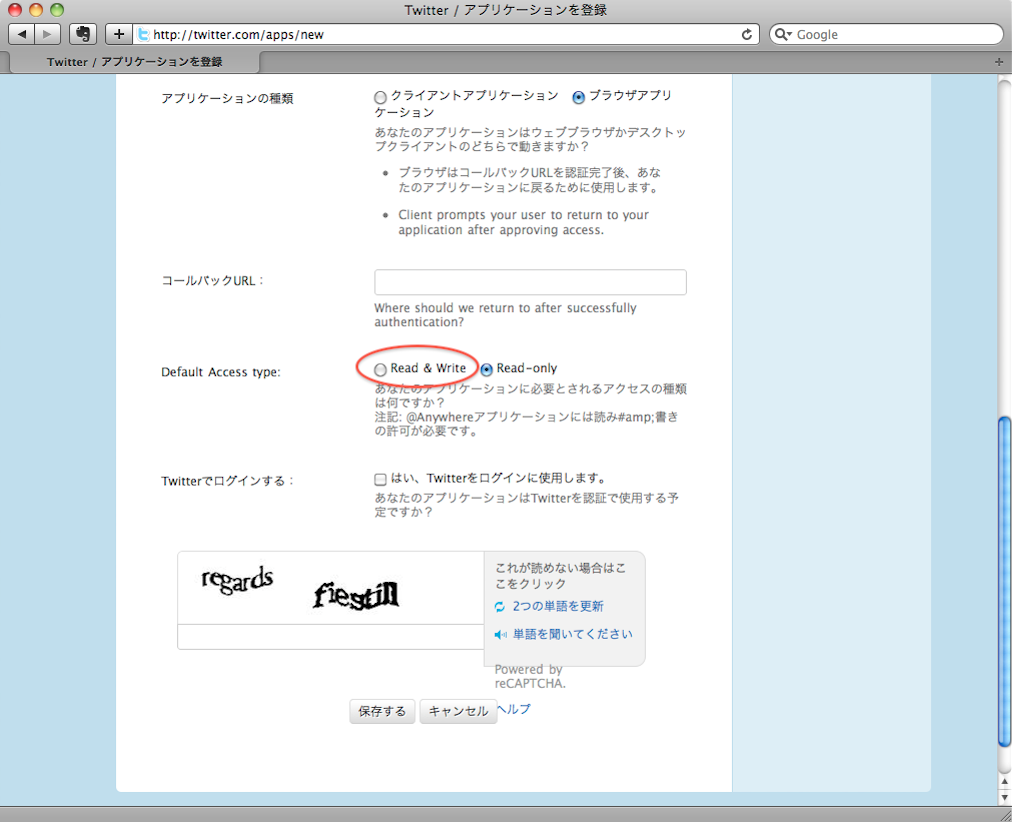 Twitter / アプリケーションを登録
http://twitter.com/apps/new
Google
Twitter / アプリケーションを登録
アプリケーションの種類
クライアントアプリケーション ブラウザアプリ
ケーション
あなたのアプリケーションはウェブブラウザかデスクトッ
プクライアントのどちらで動きますか？
• ブラウザはコールバックURLを認証完了後、あな
たのアプリケーションに戻るために使用します。
• Client prompts your user to return to your
application after approving access.
コールバックURL：
Where should we return to after successfully
authentication?
Default Access type:
Read & Write Read-only
あなたのアプリケーションに必要とされるアクセスの種類
は何ですか？
注記: @Anywhereアプリケーションには読み#amp;書き
の許可が必要です。
Twitterでログインする：
はい、Twitterをログインに使用します。
あなたのアプリケーションはTwitterを認証で使用する予
定ですか？
regards fiestill
これが読めない場合はこ
こをクリック
2つの単語を更新
単語を聞いてください
Powered by
reCAPTCHA.
保存する キャンセル ヘルプ